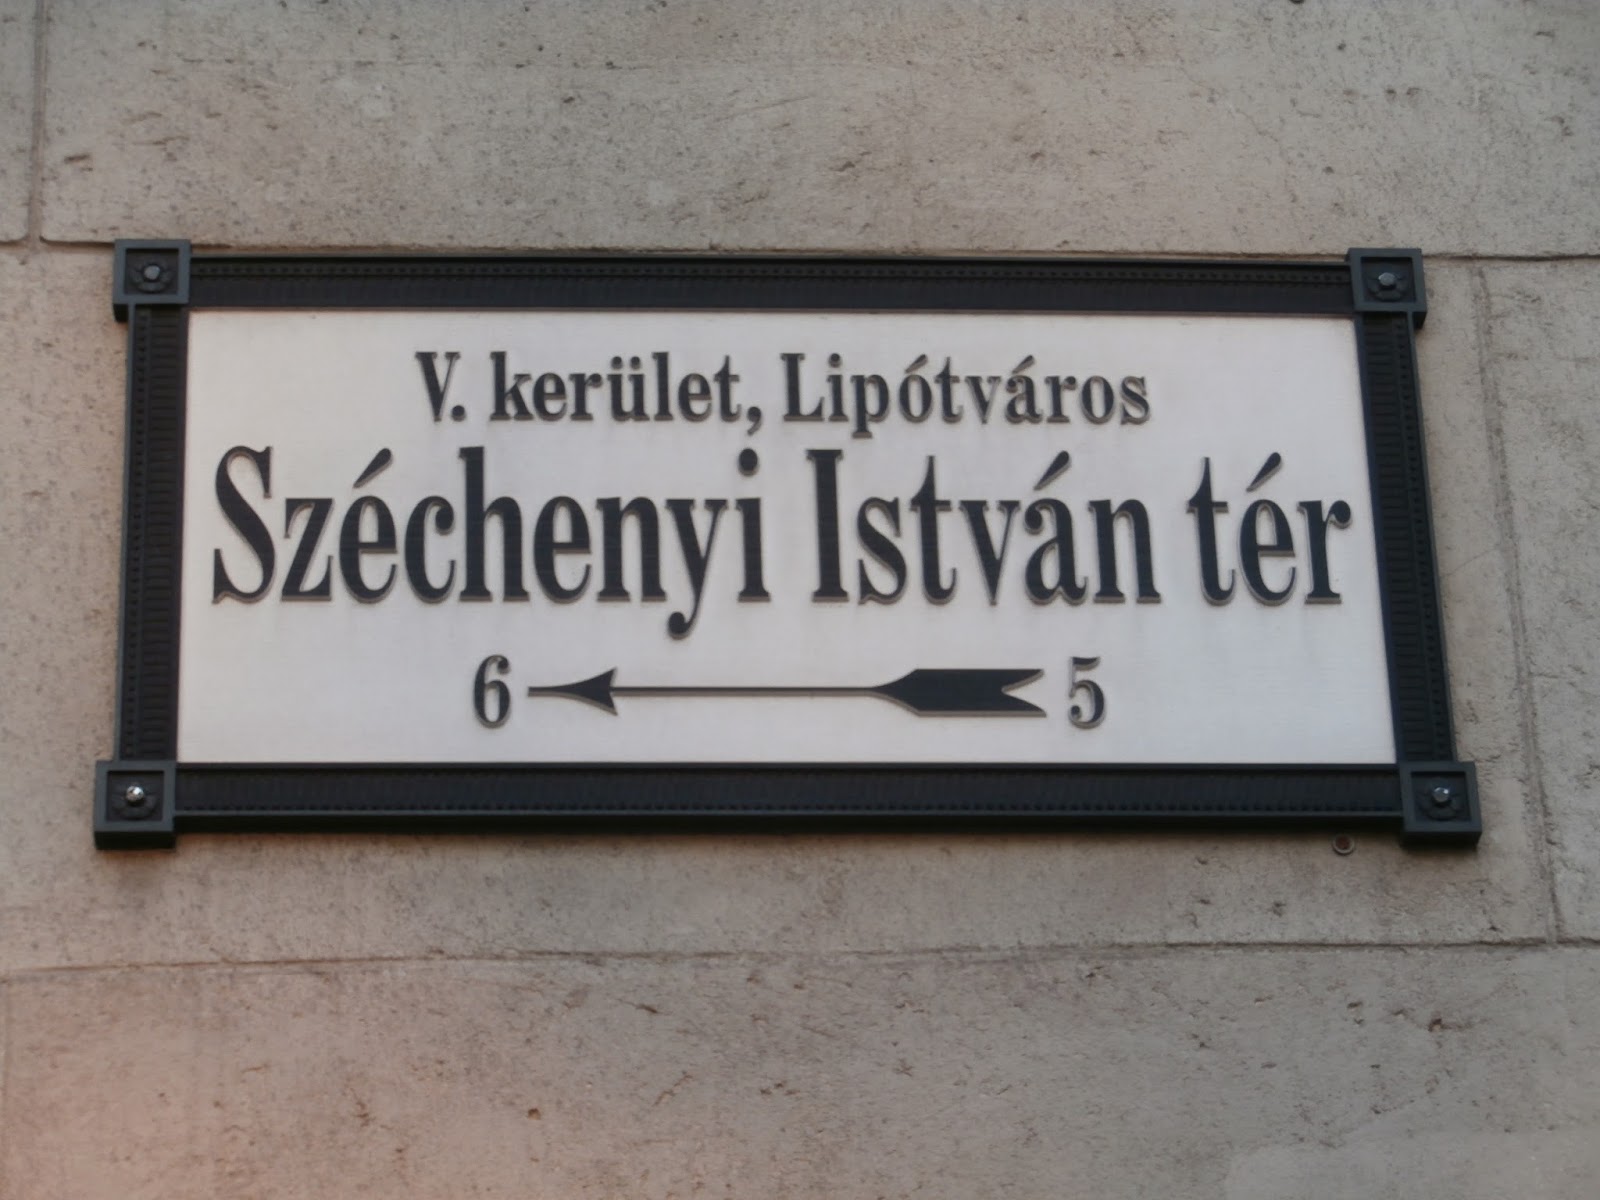 V. kerület, Lipótváros
Széchenyi István tér
6 5